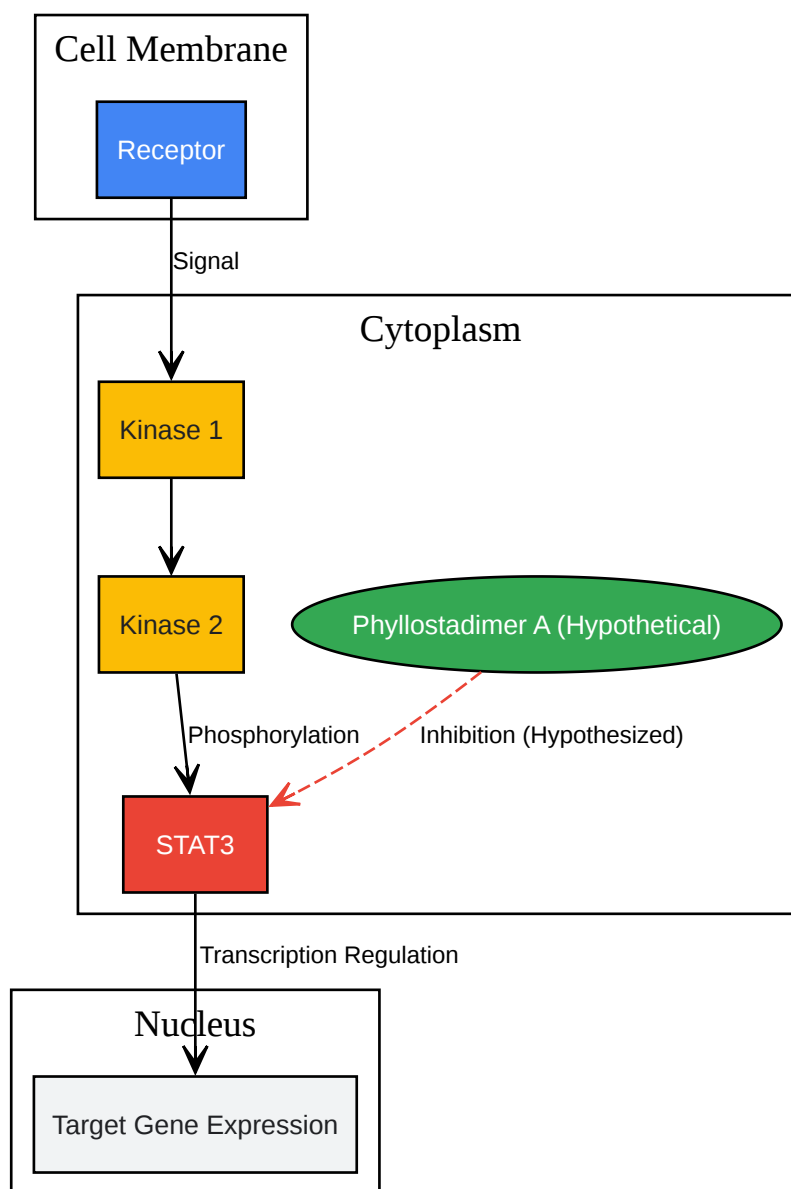 Cell Membrane
Receptor
Signal
Cytoplasm
Kinase 1
Kinase 2
Phyllostadimer A (Hypothetical)
Phosphorylation
Inhibition (Hypothesized)
STAT3
Transcription Regulation
Nucleus
Target Gene Expression